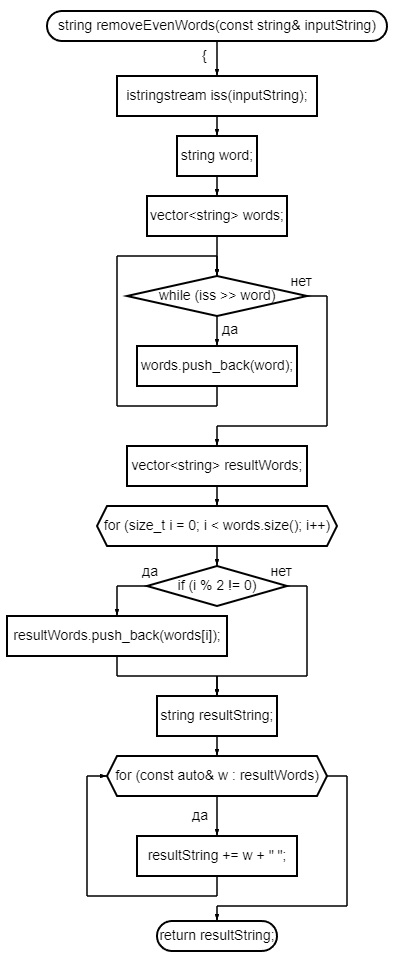 string removeEvenWords(const string& inputString)
{
istringstream iss(inputString);
string word;
vector<string> words;
нет
while (iss >> word)
да
words.push_back(word);
vector<string> resultWords;
for (size_t i = 0; i < words.size(); i++)
да
нет
if (i % 2 != 0)
resultWords.push_back(words[i]);
string resultString;
for (const auto& w : resultWords)
да
resultString += w + " ";
return resultString;